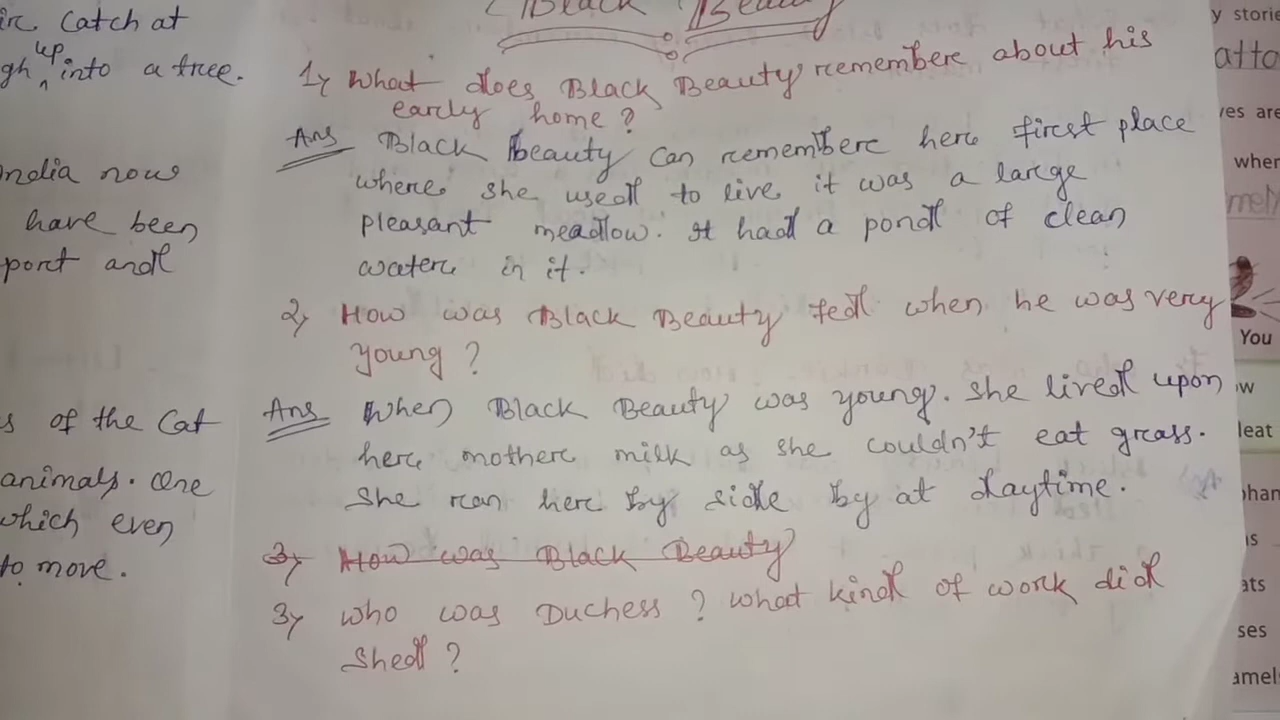 ir catch at
up
gh ^ into a tree.
ndia now
have been
port and
s of the Cat
animals. One
which even
to move.
Black Beauty
1) What does Black Beauty remember about his
early home?
Ans Black beauty can remember her first place
where she used to live it was a large
pleasant meadow. It had a pond of clean
water in it.
2) How was Black Beauty fed when he was very
young?
Ans When Black Beauty was young. She lived upon
her mother milk as she couldn't eat grass.
She ran her by side by at daytime.
3) How was Black Beauty
3) Who was Duchess? What kind of work did
Shed?
y storie
atto
es are
wher
mel
You
ow
leat
phan
is
ats
ses
amel